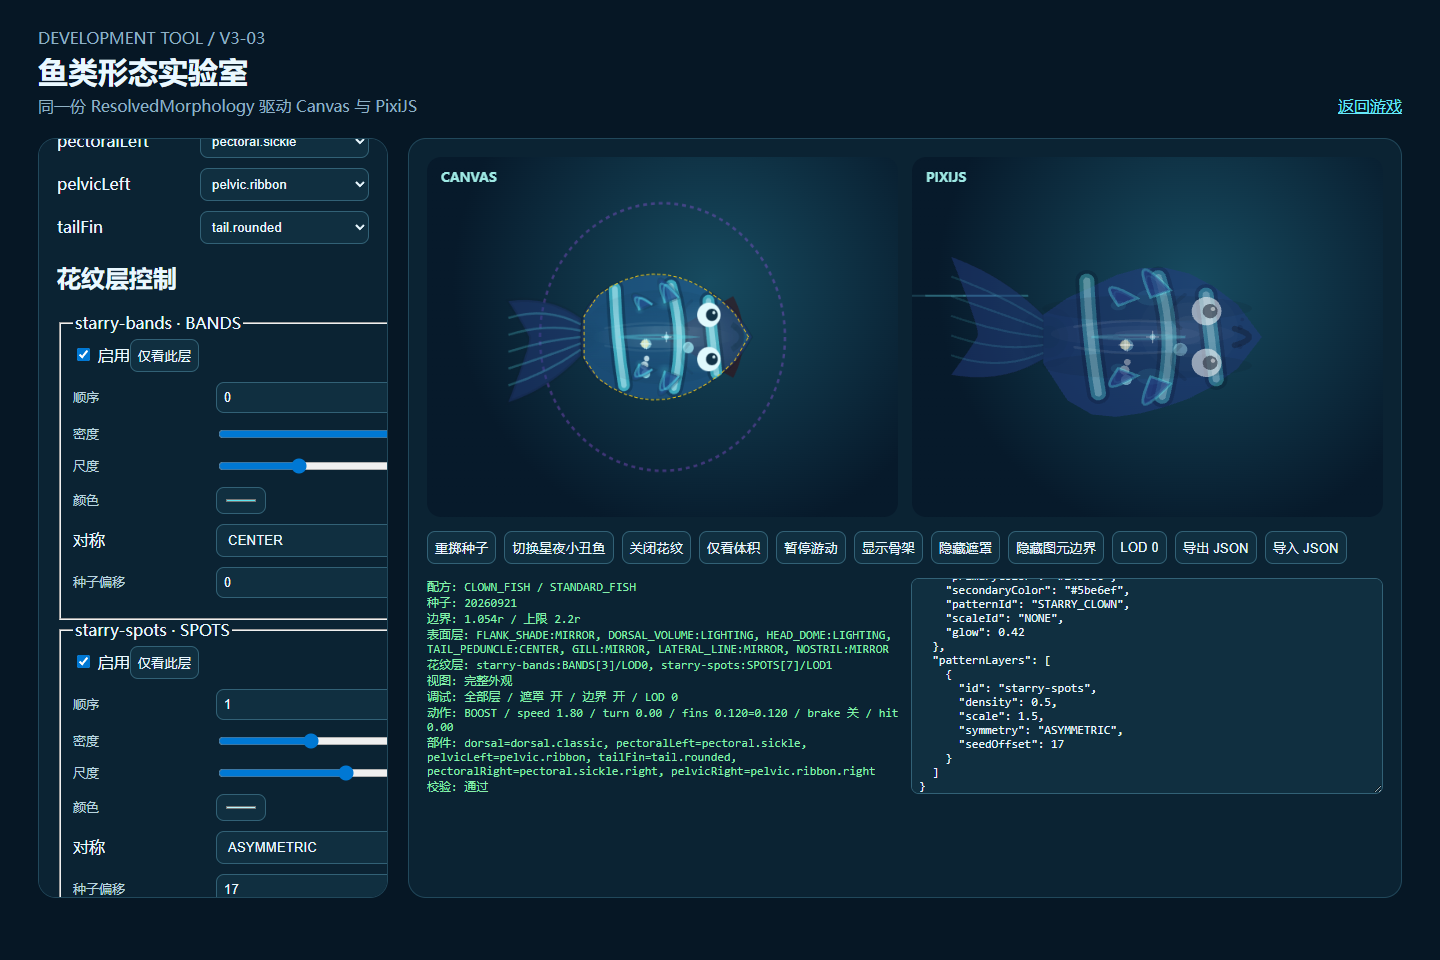 DEVELOPMENT TOOL / V3-03
鱼类形态实验室
同一份 ResolvedMorphology 驱动 Canvas 与 PixiJS
返回游戏
pectoralLeft
pectoral.sickle
pelvicLeft
pelvic.ribbon
tailFin
tail.rounded
花纹层控制
starry-bands · BANDS
启用
仅看此层
顺序
0
密度
尺度
颜色
对称
CENTER
种子偏移
0
starry-spots · SPOTS
启用
仅看此层
顺序
1
密度
尺度
颜色
对称
ASYMMETRIC
种子偏移
17
CANVAS
PIXIJS
重掷种子
切换星夜小丑鱼
关闭花纹
仅看体积
暂停游动
显示骨架
隐藏遮罩
隐藏图元边界
LOD 0
导出 JSON
导入 JSON
配方: CLOWN_FISH / STANDARD_FISH
种子: 20260921
边界: 1.054r / 上限 2.2r
表面层: FLANK_SHADE:MIRROR, DORSAL_VOLUME:LIGHTING, HEAD_DOME:LIGHTING,
TAIL_PEDUNCLE:CENTER, GILL:MIRROR, LATERAL_LINE:MIRROR, NOSTRIL:MIRROR
花纹层: starry-bands:BANDS[3]/LOD0, starry-spots:SPOTS[7]/LOD1
视图: 完整外观
调试: 全部层 / 遮罩 开 / 边界 开 / LOD 0
动作: BOOST / speed 1.80 / turn 0.00 / fins 0.120=0.120 / brake 关 / hit
0.00
部件: dorsal=dorsal.classic, pectoralLeft=pectoral.sickle,
pelvicLeft=pelvic.ribbon, tailFin=tail.rounded,
pectoralRight=pectoral.sickle.right, pelvicRight=pelvic.ribbon.right
校验: 通过
"secondaryColor": "#5be6ef",
"patternId": "STARRY_CLOWN",
"scaleId": "NONE",
"glow": 0.42
},
"patternLayers": [
{
"id": "starry-spots",
"density": 0.5,
"scale": 1.5,
"symmetry": "ASYMMETRIC",
"seedOffset": 17
}
]
}